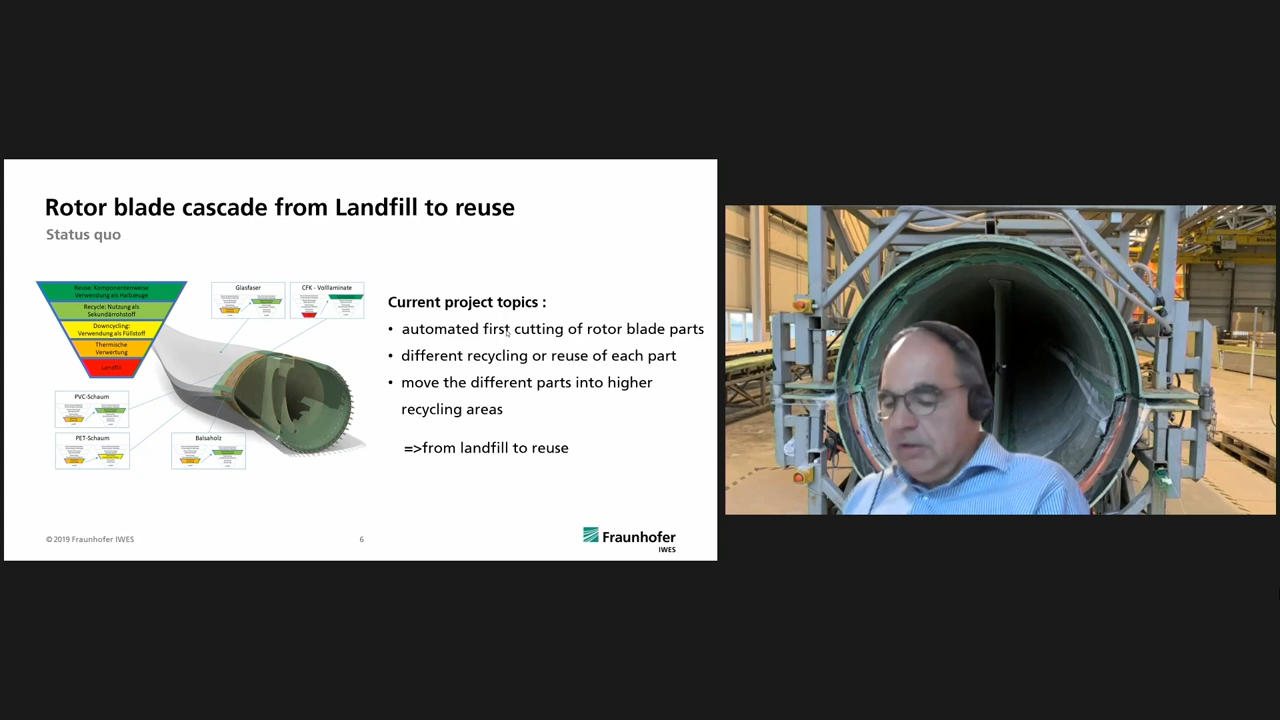 Rotor blade cascade from Landfill to reuse
Status quo
Reuse: Komponentenweise
Verwendung als Halbzeuge
Recycle: Nutzung als
Sekundärrohstoff
Downcycling:
Verwendung als Füllstoff
Thermische
Verwertung
Landfill
Glasfaser
CFK - Volllaminate
PVC-Schaum
PET-Schaum
Balsaholz
Current project topics :
• automated first cutting of rotor blade parts
• different recycling or reuse of each part
• move the different parts into higher
recycling areas
=>from landfill to reuse
© 2019 Fraunhofer IWES
6
Fraunhofer
IWES